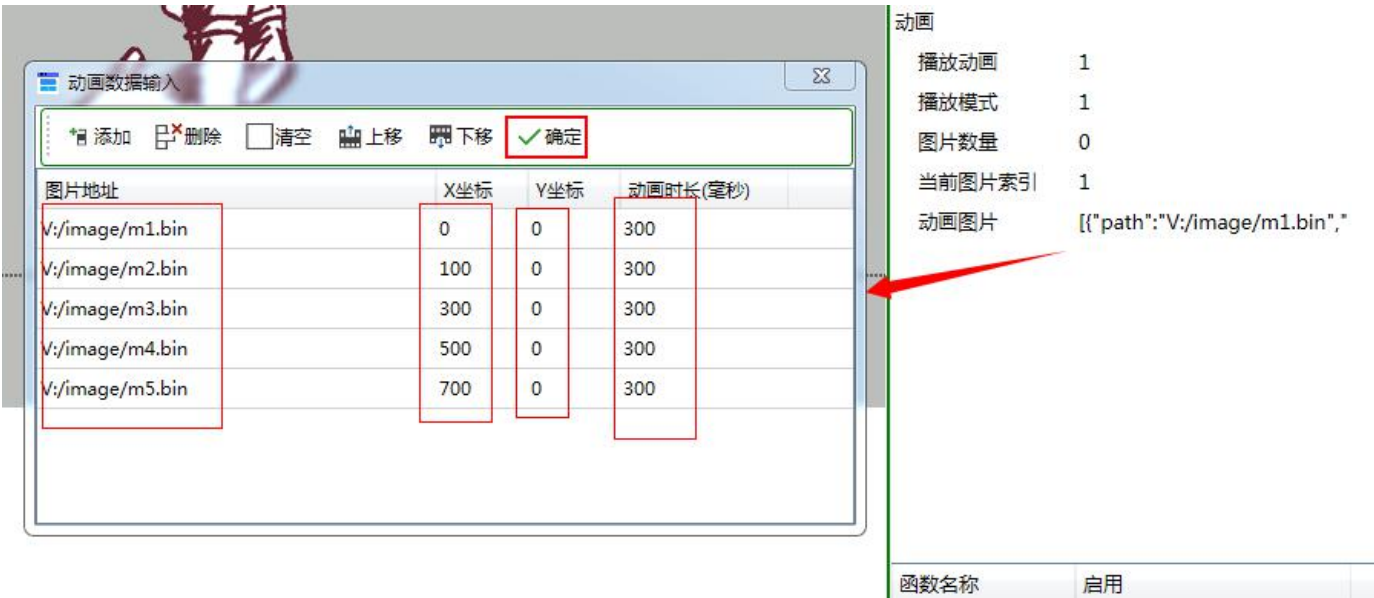 动画数据输入
添加 删除 清空 上移 下移 确定
图片地址 X坐标 Y坐标 动画时长(毫秒)
V:/image/m1.bin 0 0 300
V:/image/m2.bin 100 0 300
V:/image/m3.bin 300 0 300
V:/image/m4.bin 500 0 300
V:/image/m5.bin 700 0 300
动画
播放动画 1
播放模式 1
图片数量 0
当前图片索引 1
动画图片 [{"path":"V:/image/m1.bin","
函数名称 启用